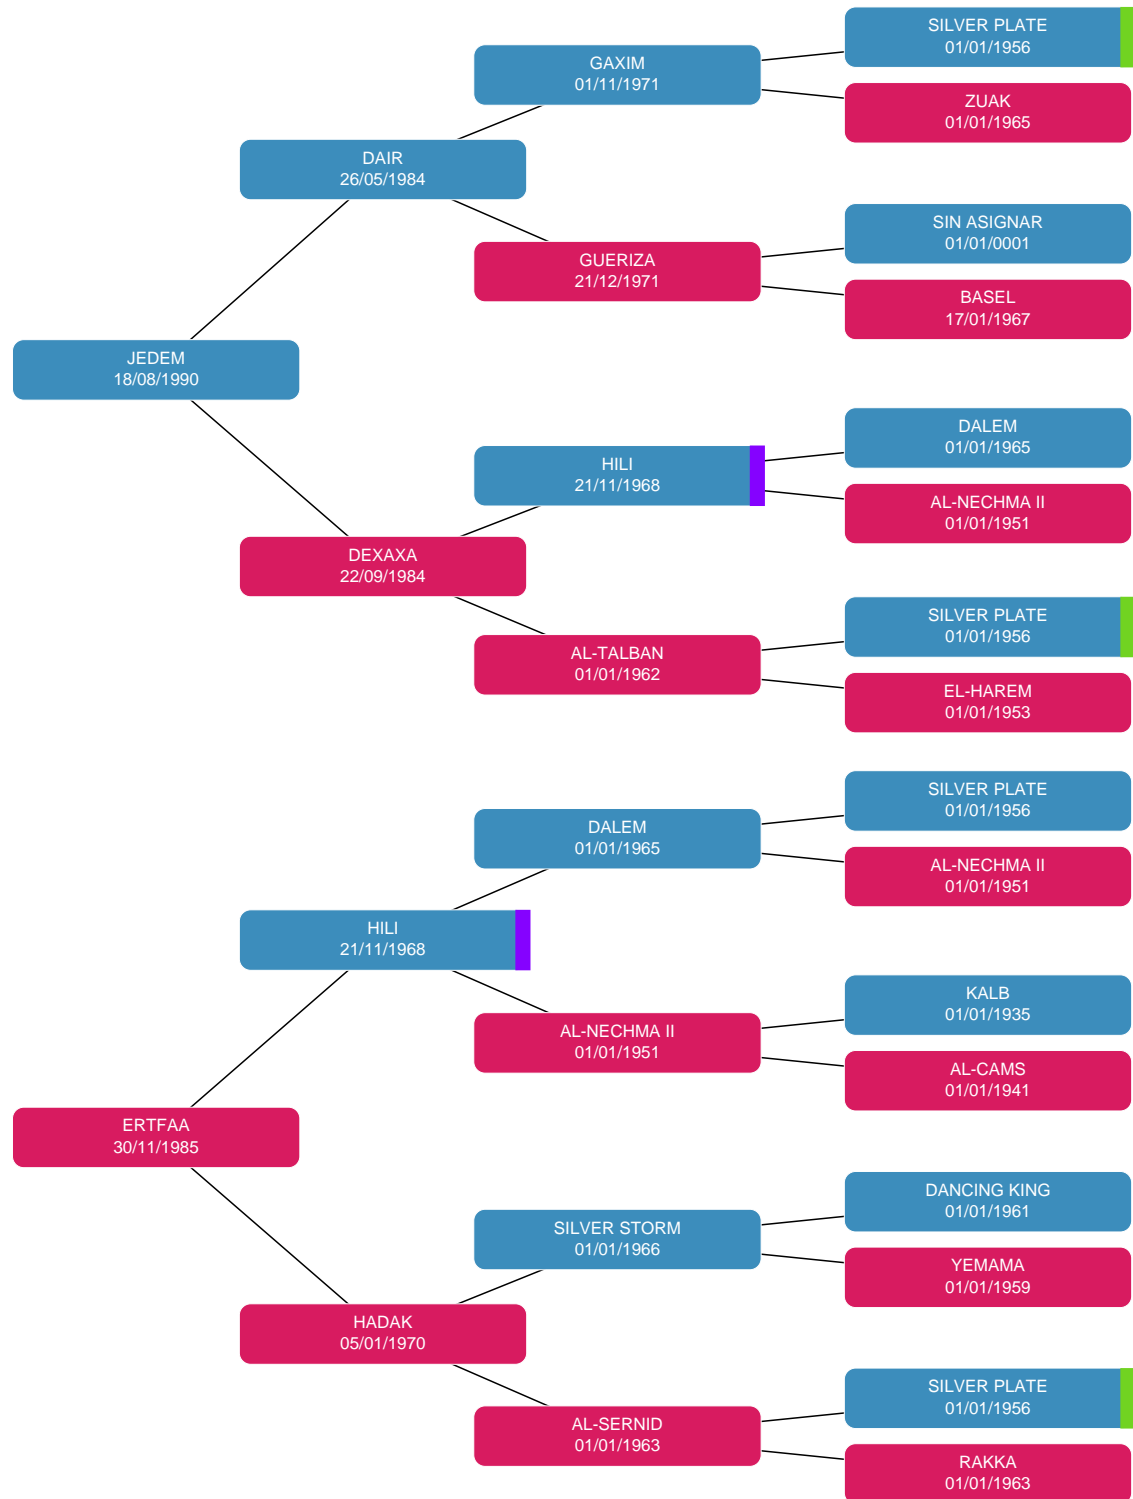 SILVER PLATE
01/01/1956
GAXIM
01/11/1971
ZUAK
01/01/1965
DAIR
26/05/1984
SIN ASIGNAR
01/01/0001
GUERIZA
21/12/1971
BASEL
17/01/1967
JEDEM
18/08/1990
DALEM
01/01/1965
HILI
21/11/1968
AL-NECHMA II
01/01/1951
DEXAXA
22/09/1984
SILVER PLATE
01/01/1956
AL-TALBAN
01/01/1962
EL-HAREM
01/01/1953
SILVER PLATE
01/01/1956
DALEM
01/01/1965
AL-NECHMA II
01/01/1951
HILI
21/11/1968
KALB
01/01/1935
AL-NECHMA II
01/01/1951
AL-CAMS
01/01/1941
ERTFAA
30/11/1985
DANCING KING
01/01/1961
SILVER STORM
01/01/1966
YEMAMA
01/01/1959
HADAK
05/01/1970
SILVER PLATE
01/01/1956
AL-SERNID
01/01/1963
RAKKA
01/01/1963